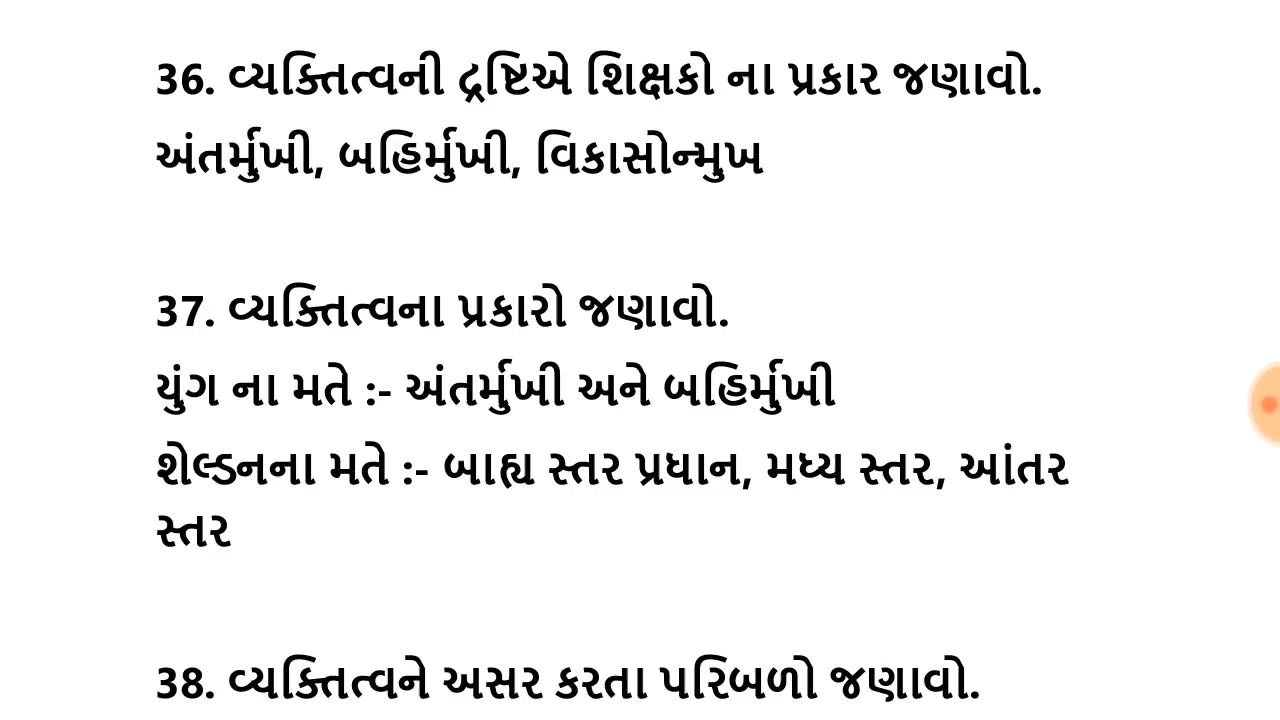 36. વ્યક્તિત્વની દ્રષ્ટિએ શિક્ષકો ના પ્રકાર જણાવો.
અંતર્મુખી, બહિર્મુખી, વિકાસોન્મુખ
37. વ્યક્તિત્વના પ્રકારો જણાવો.
યુંગ ના મતે :- અંતર્મુખી અને બહિર્મુખી
શેલ્ડનના મતે :- બાહ્ય સ્તર પ્રધાન, મધ્ય સ્તર, આંતર
સ્તર
38. વ્યક્તિત્વને અસર કરતા પરિબળો જણાવો.